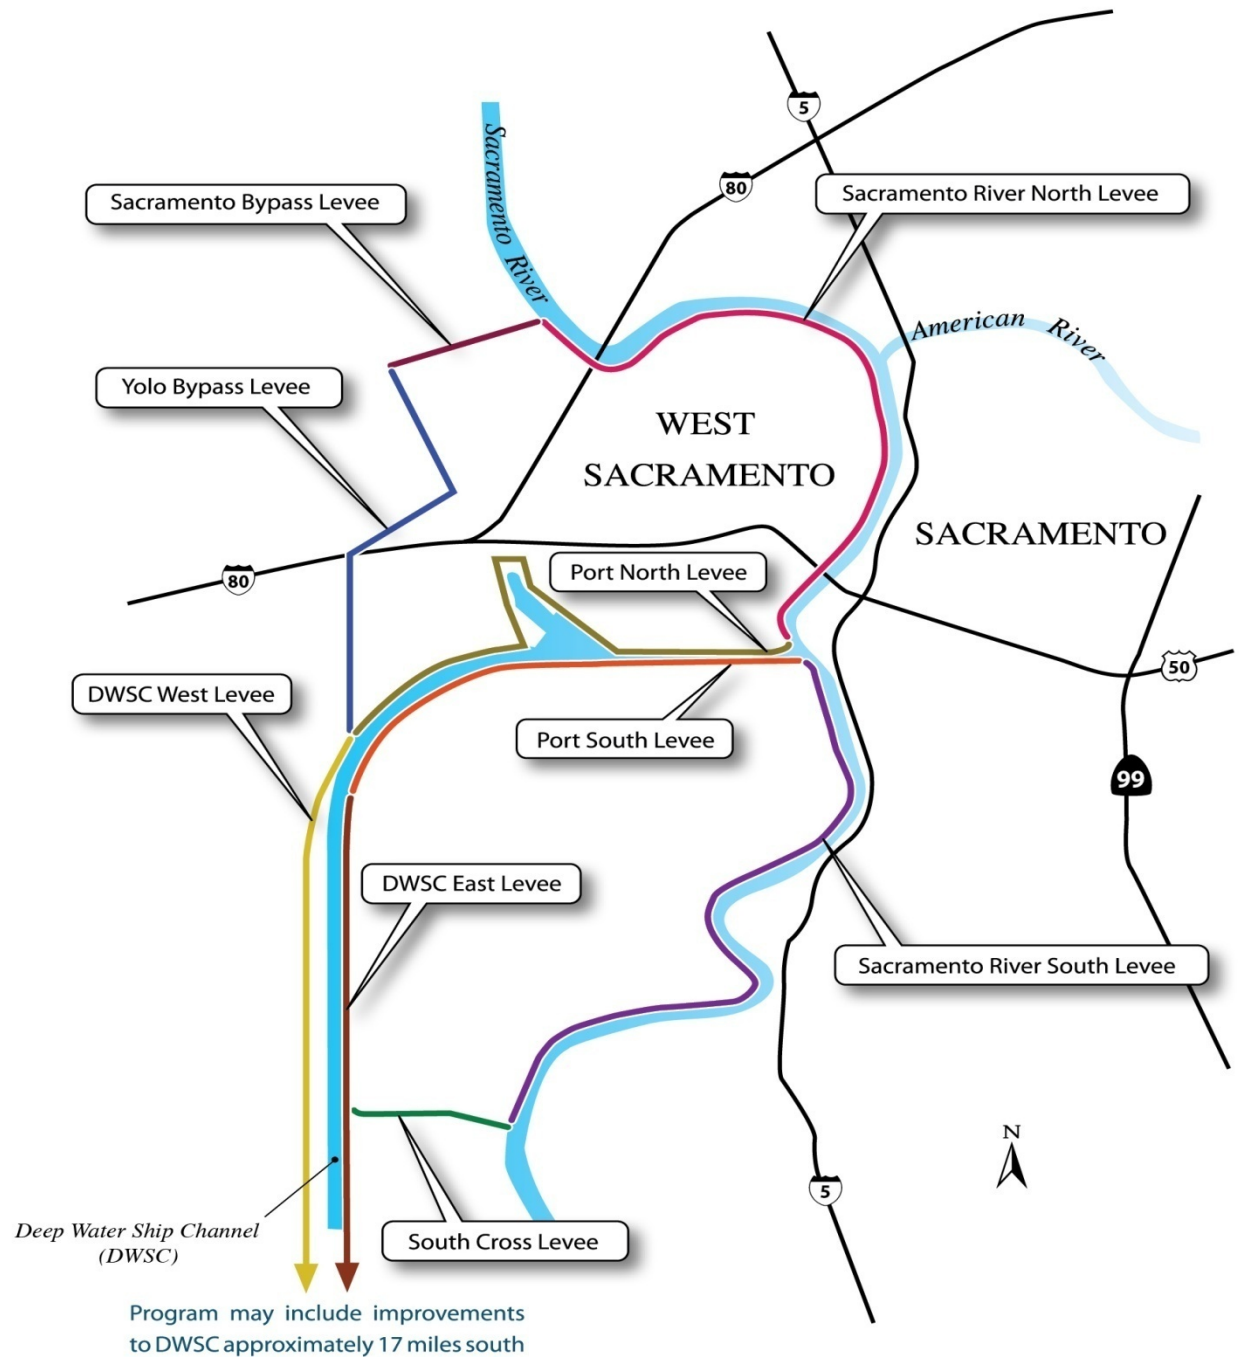 5
Sacramento River
80
Sacramento Bypass Levee
Sacramento River North Levee
American River
Yolo Bypass Levee
WEST
SACRAMENTO
SACRAMENTO
80
Port North Levee
50
DWSC West Levee
Port South Levee
99
DWSC East Levee
Sacramento River South Levee
N
5
Deep Water Ship Channel
(DWSC)
South Cross Levee
Program may include improvements
to DWSC approximately 17 miles south